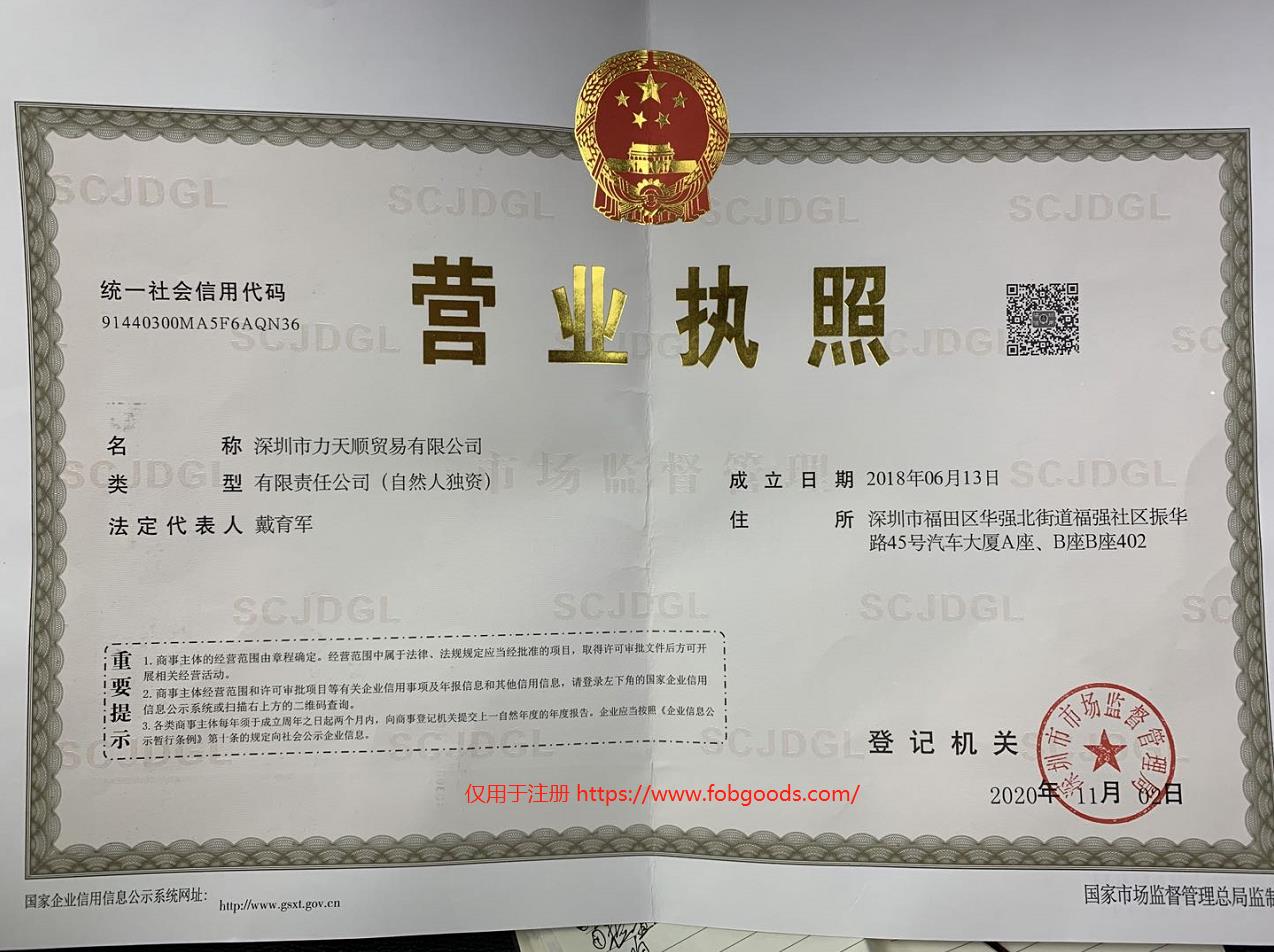 营业执照
统一社会信用代码
91440300MA5F6AQN36
名称 深圳市力天顺贸易有限公司
类型 有限责任公司（自然人独资）
法定代表人 戴育军
成立日期 2018年06月13日
住所 深圳市福田区华强北街道福强社区振华
路45号汽车大厦A座、B座B座402
重要提示
1. 商事主体的经营范围由章程确定。经营范围中属于法律、法规规定应当经批准的项目，取得许可审批文件后方可开
展相关经营活动。
2. 商事主体经营范围和许可审批项目等有关企业信用事项及年报信息和其他信用信息，请登录左下角的国家企业信用
信息公示系统或扫描右上方的二维码查询。
3. 各类商事主体每年须于成立周年之日起两个月内，向商事登记机关提交上一自然年度的年度报告。企业应当按照《企业信息公
示暂行条例》第十条的规定向社会公示企业信息。
登记机关
深圳市市场监督管理局
2020年 11月 02日
仅用于注册 https://www.fobgoods.com/
国家企业信用信息公示系统网址： http://www.gsxt.gov.cn
国家市场监督管理总局监制
SCJDGL
SCJDGL
SCJDGL
SCJDGL
SCJDGL
SCJDGL
市场监督管理
SCJDGL
SCJDGL
SCJDGL
SCJDGL
SCJDGL
SCJDGL
SCJDGL